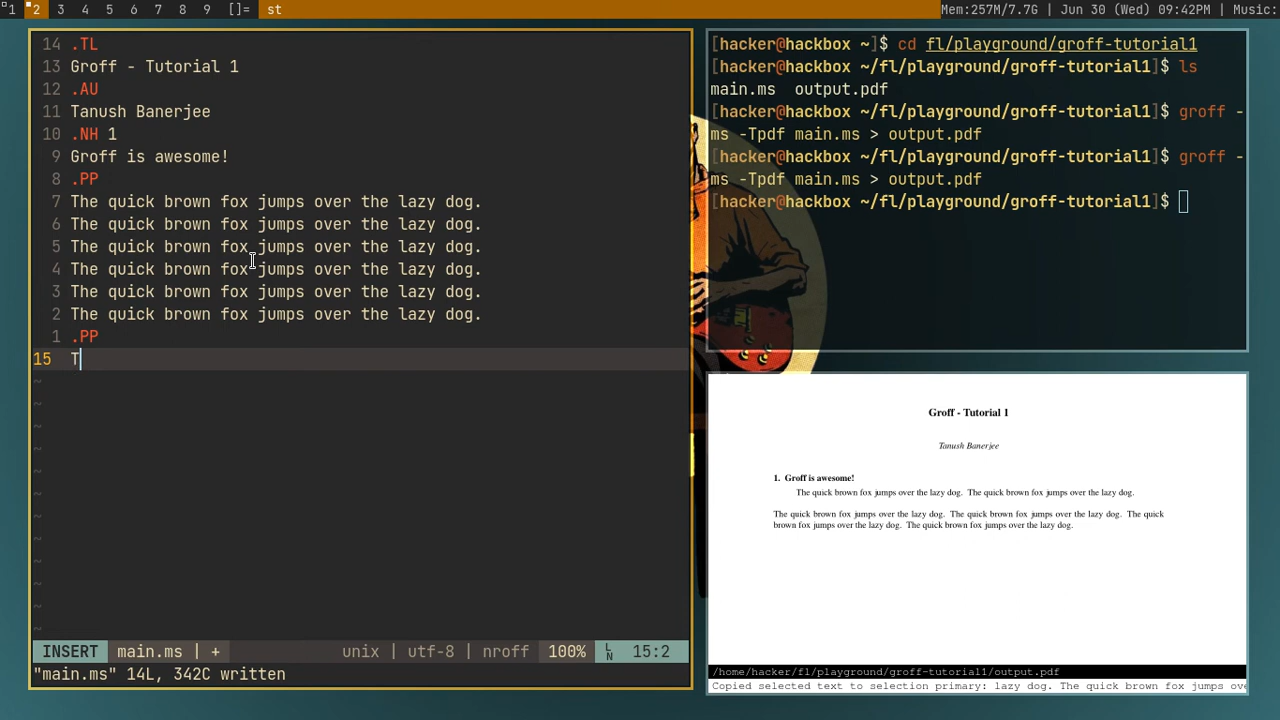 1 2 3 4 5 6 7 8 9 []= st Mem:257M/7.7G | Jun 30 (Wed) 09:42PM | Music:
14 .TL
13 Groff - Tutorial 1
12 .AU
11 Tanush Banerjee
10 .NH 1
9 Groff is awesome!
8 .PP
7 The quick brown fox jumps over the lazy dog.
6 The quick brown fox jumps over the lazy dog.
5 The quick brown fox jumps over the lazy dog.
4 The quick brown fox jumps over the lazy dog.
3 The quick brown fox jumps over the lazy dog.
2 The quick brown fox jumps over the lazy dog.
1 .PP
15 T
~
~
~
~
~
~
~
~
~
~
~
~
INSERT main.ms | + unix | utf-8 | nroff 100% LN 15:2
"main.ms" 14L, 342C written
[hacker@hackbox ~]$ cd fl/playground/groff-tutorial1
[hacker@hackbox ~/fl/playground/groff-tutorial1]$ ls
main.ms output.pdf
[hacker@hackbox ~/fl/playground/groff-tutorial1]$ groff -
ms -Tpdf main.ms > output.pdf
[hacker@hackbox ~/fl/playground/groff-tutorial1]$ groff -
ms -Tpdf main.ms > output.pdf
[hacker@hackbox ~/fl/playground/groff-tutorial1]$
Groff - Tutorial 1
Tanush Banerjee
1. Groff is awesome!
The quick brown fox jumps over the lazy dog. The quick brown fox jumps over the lazy dog.
The quick brown fox jumps over the lazy dog. The quick brown fox jumps over the lazy dog. The quick
brown fox jumps over the lazy dog. The quick brown fox jumps over the lazy dog.
/home/hacker/fl/playground/groff-tutorial1/output.pdf
Copied selected text to selection primary: lazy dog. The quick brown fox jumps ove